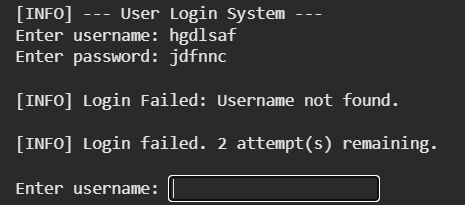 [INFO] --- User Login System ---
Enter username: hgdlsaf
Enter password: jdfnnc
[INFO] Login Failed: Username not found.
[INFO] Login failed. 2 attempt(s) remaining.
Enter username: